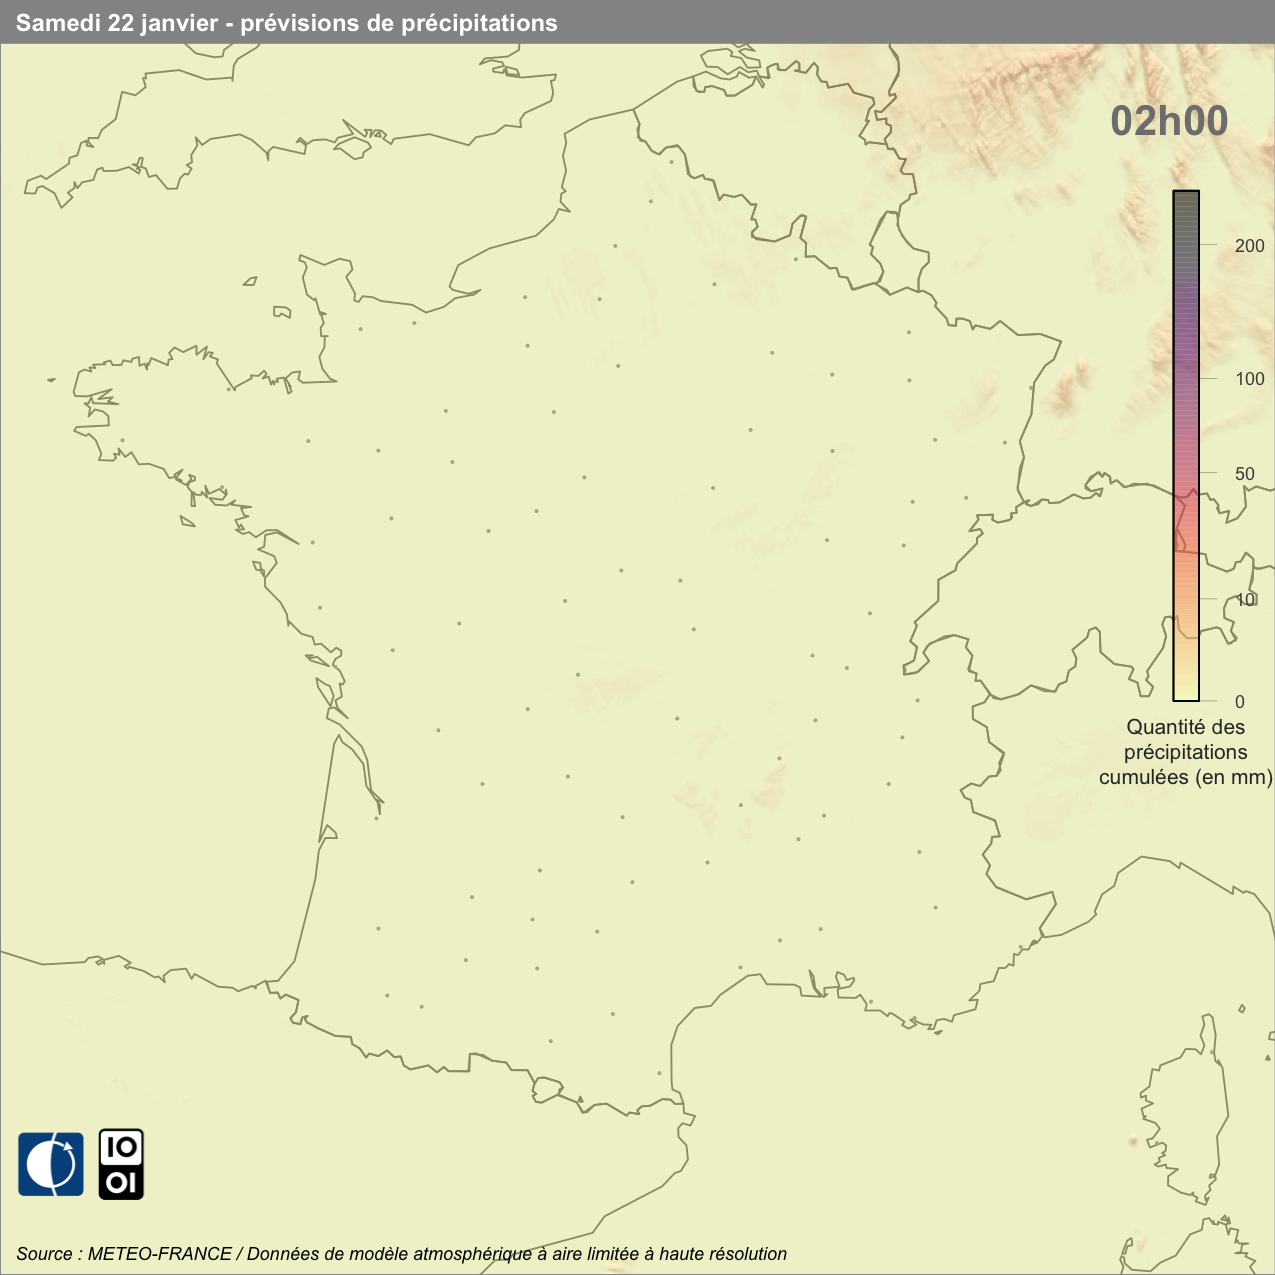 Samedi 22 janvier - prévisions de précipitations
02h00
200
100
50
10
0
Quantité des
précipitations
cumulées (en mm)
IO
OI
Source : METEO-FRANCE / Données de modèle atmosphérique à aire limitée à haute résolution